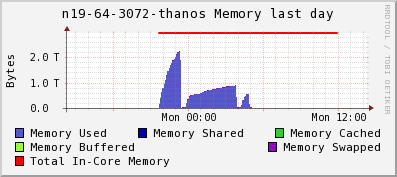 n19-64-3072-thanos Memory last day
RRDTOOL / TOBI OETIKER
Bytes
2.0 T
1.0 T
0.0
Mon 00:00 Mon 12:00
Memory Used Memory Shared Memory Cached
Memory Buffered Memory Swapped
Total In-Core Memory